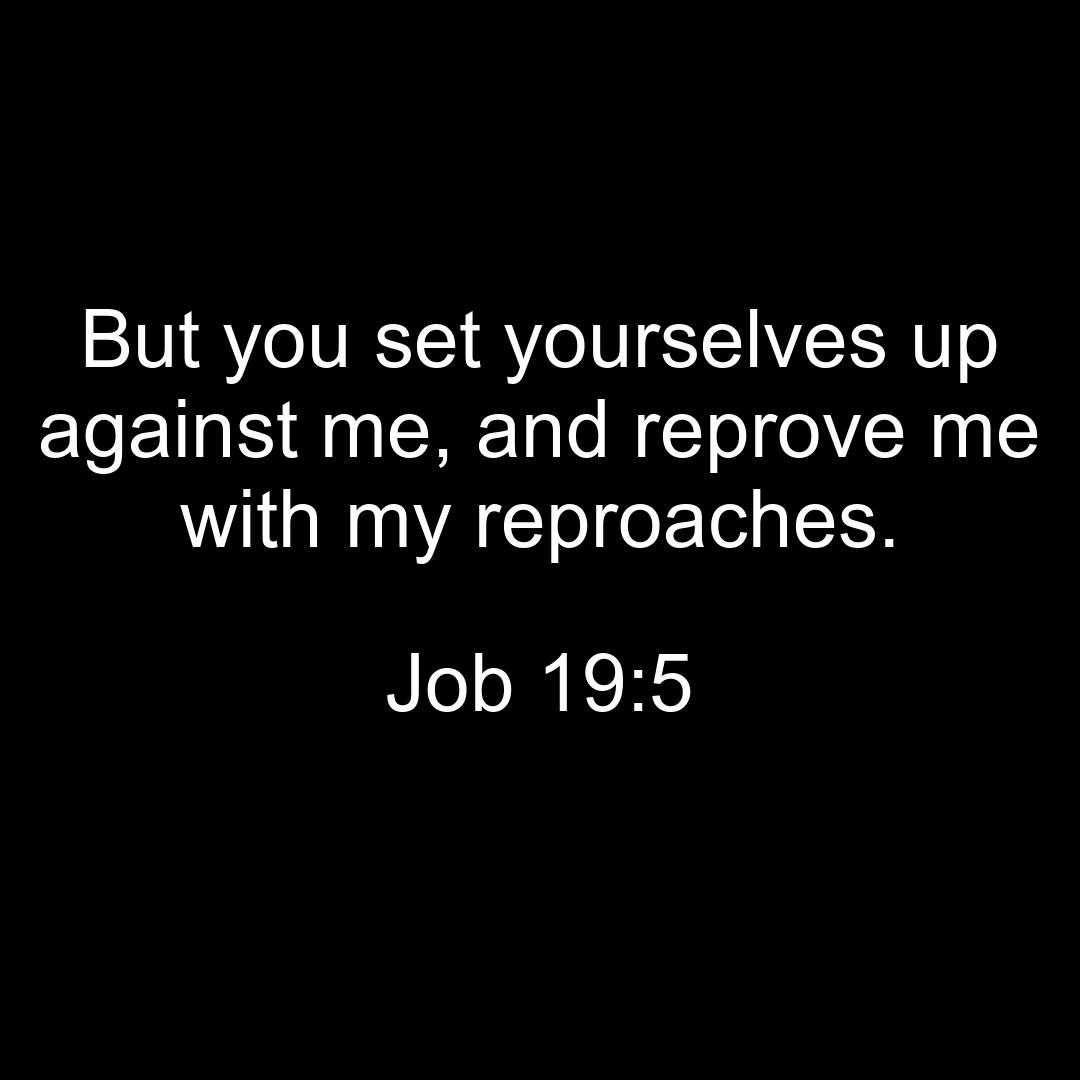 But you set yourselves up
against me, and reprove me
with my reproaches.
Job 19:5